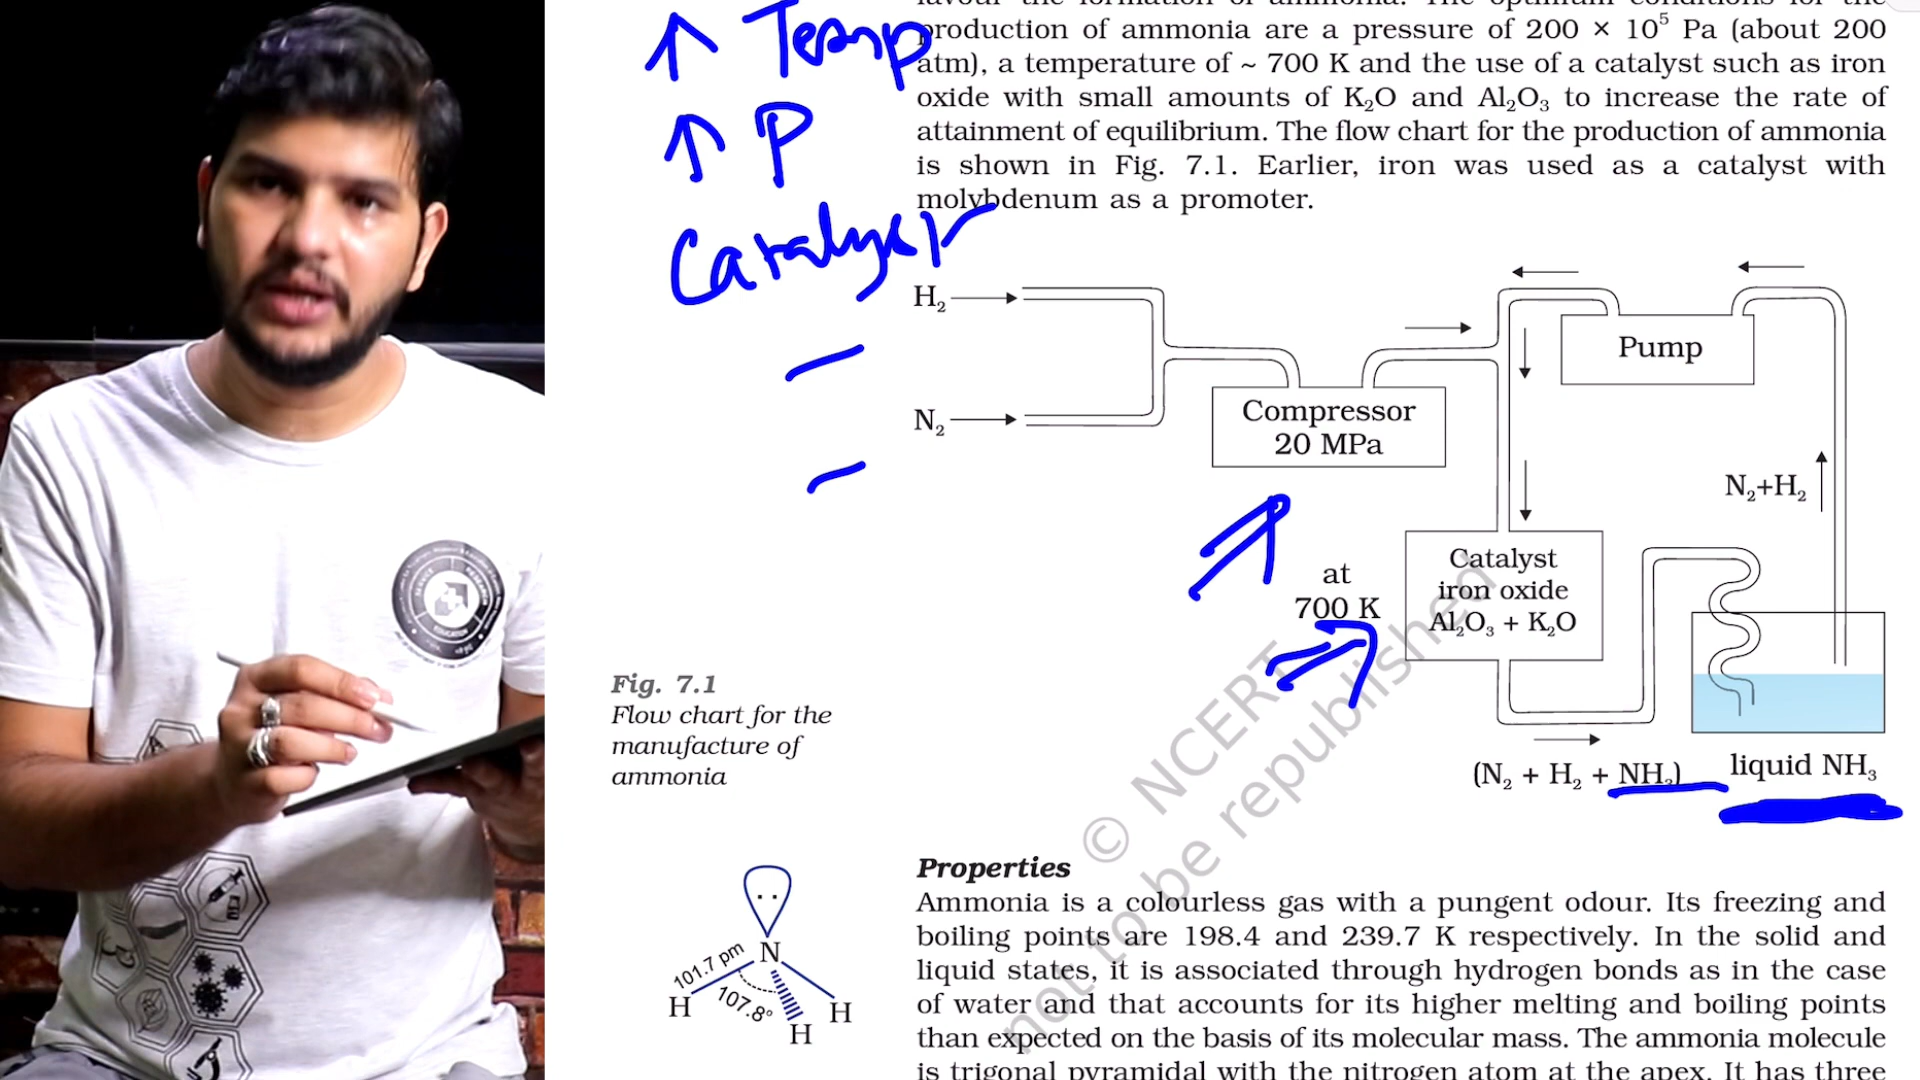 ↑ Temp
↑ P
Catalyst
production of ammonia are a pressure of 200 × 10⁵ Pa (about 200
atm), a temperature of ~ 700 K and the use of a catalyst such as iron
oxide with small amounts of K₂O and Al₂O₃ to increase the rate of
attainment of equilibrium. The flow chart for the production of ammonia
is shown in Fig. 7.1. Earlier, iron was used as a catalyst with
molybdenum as a promoter.
H₂
N₂
Compressor
20 MPa
Pump
N₂+H₂
at
700 K
Catalyst
iron oxide
Al₂O₃ + K₂O
(N₂ + H₂ + NH₃)
liquid NH₃
Fig. 7.1
Flow chart for the
manufacture of
ammonia
© NCERT
not to be republished
N
101.7 pm
107.8°
H
H
H
Properties
Ammonia is a colourless gas with a pungent odour. Its freezing and
boiling points are 198.4 and 239.7 K respectively. In the solid and
liquid states, it is associated through hydrogen bonds as in the case
of water and that accounts for its higher melting and boiling points
than expected on the basis of its molecular mass. The ammonia molecule
is trigonal pyramidal with the nitrogen atom at the apex. It has three